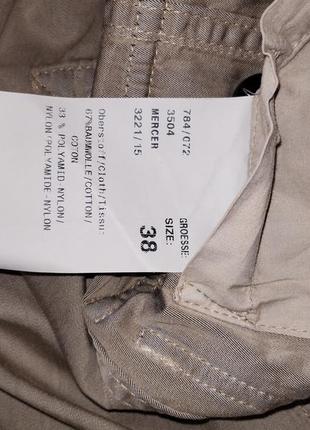 784/C72
3504
MERCER
3221/15
GROESSE:
SIZE:
38
Oberstoff/Cloth/Tissu:
67%BAUMWOLLE/COTTON/
COTON
33 % POLYAMID-NYLON/
NYLON/POLYAMIDE-NYLON